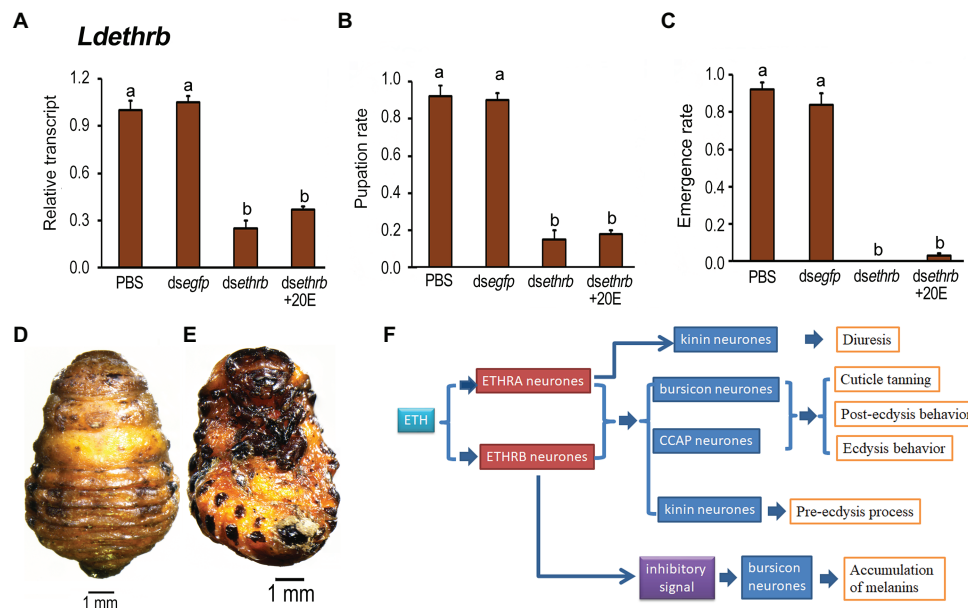 A
Ldethrb
Relative transcript
1.2
0.9
0.6
0.3
0.0
a
a
b
b
PBS
dsegfp
dsethrb
dsethrb
+20E
B
Pupation rate
1.0
0.8
0.6
0.4
0.2
0.0
a
a
b
b
PBS
dsegfp
dsethrb
dsethrb
+20E
C
Emergence rate
1.0
0.8
0.6
0.4
0.2
0.0
a
a
b
b
PBS
dsegfp
dsethrb
dsethrb
+20E
D
1 mm
E
1 mm
F
ETH
ETHRA neurones
ETHRB neurones
kinin neurones
Diuresis
bursicon neurones
CCAP neurones
Cuticle tanning
Post-ecdysis behavior
Ecdysis behavior
kinin neurones
Pre-ecdysis process
inhibitory
signal
bursicon
neurones
Accumulation
of melanins